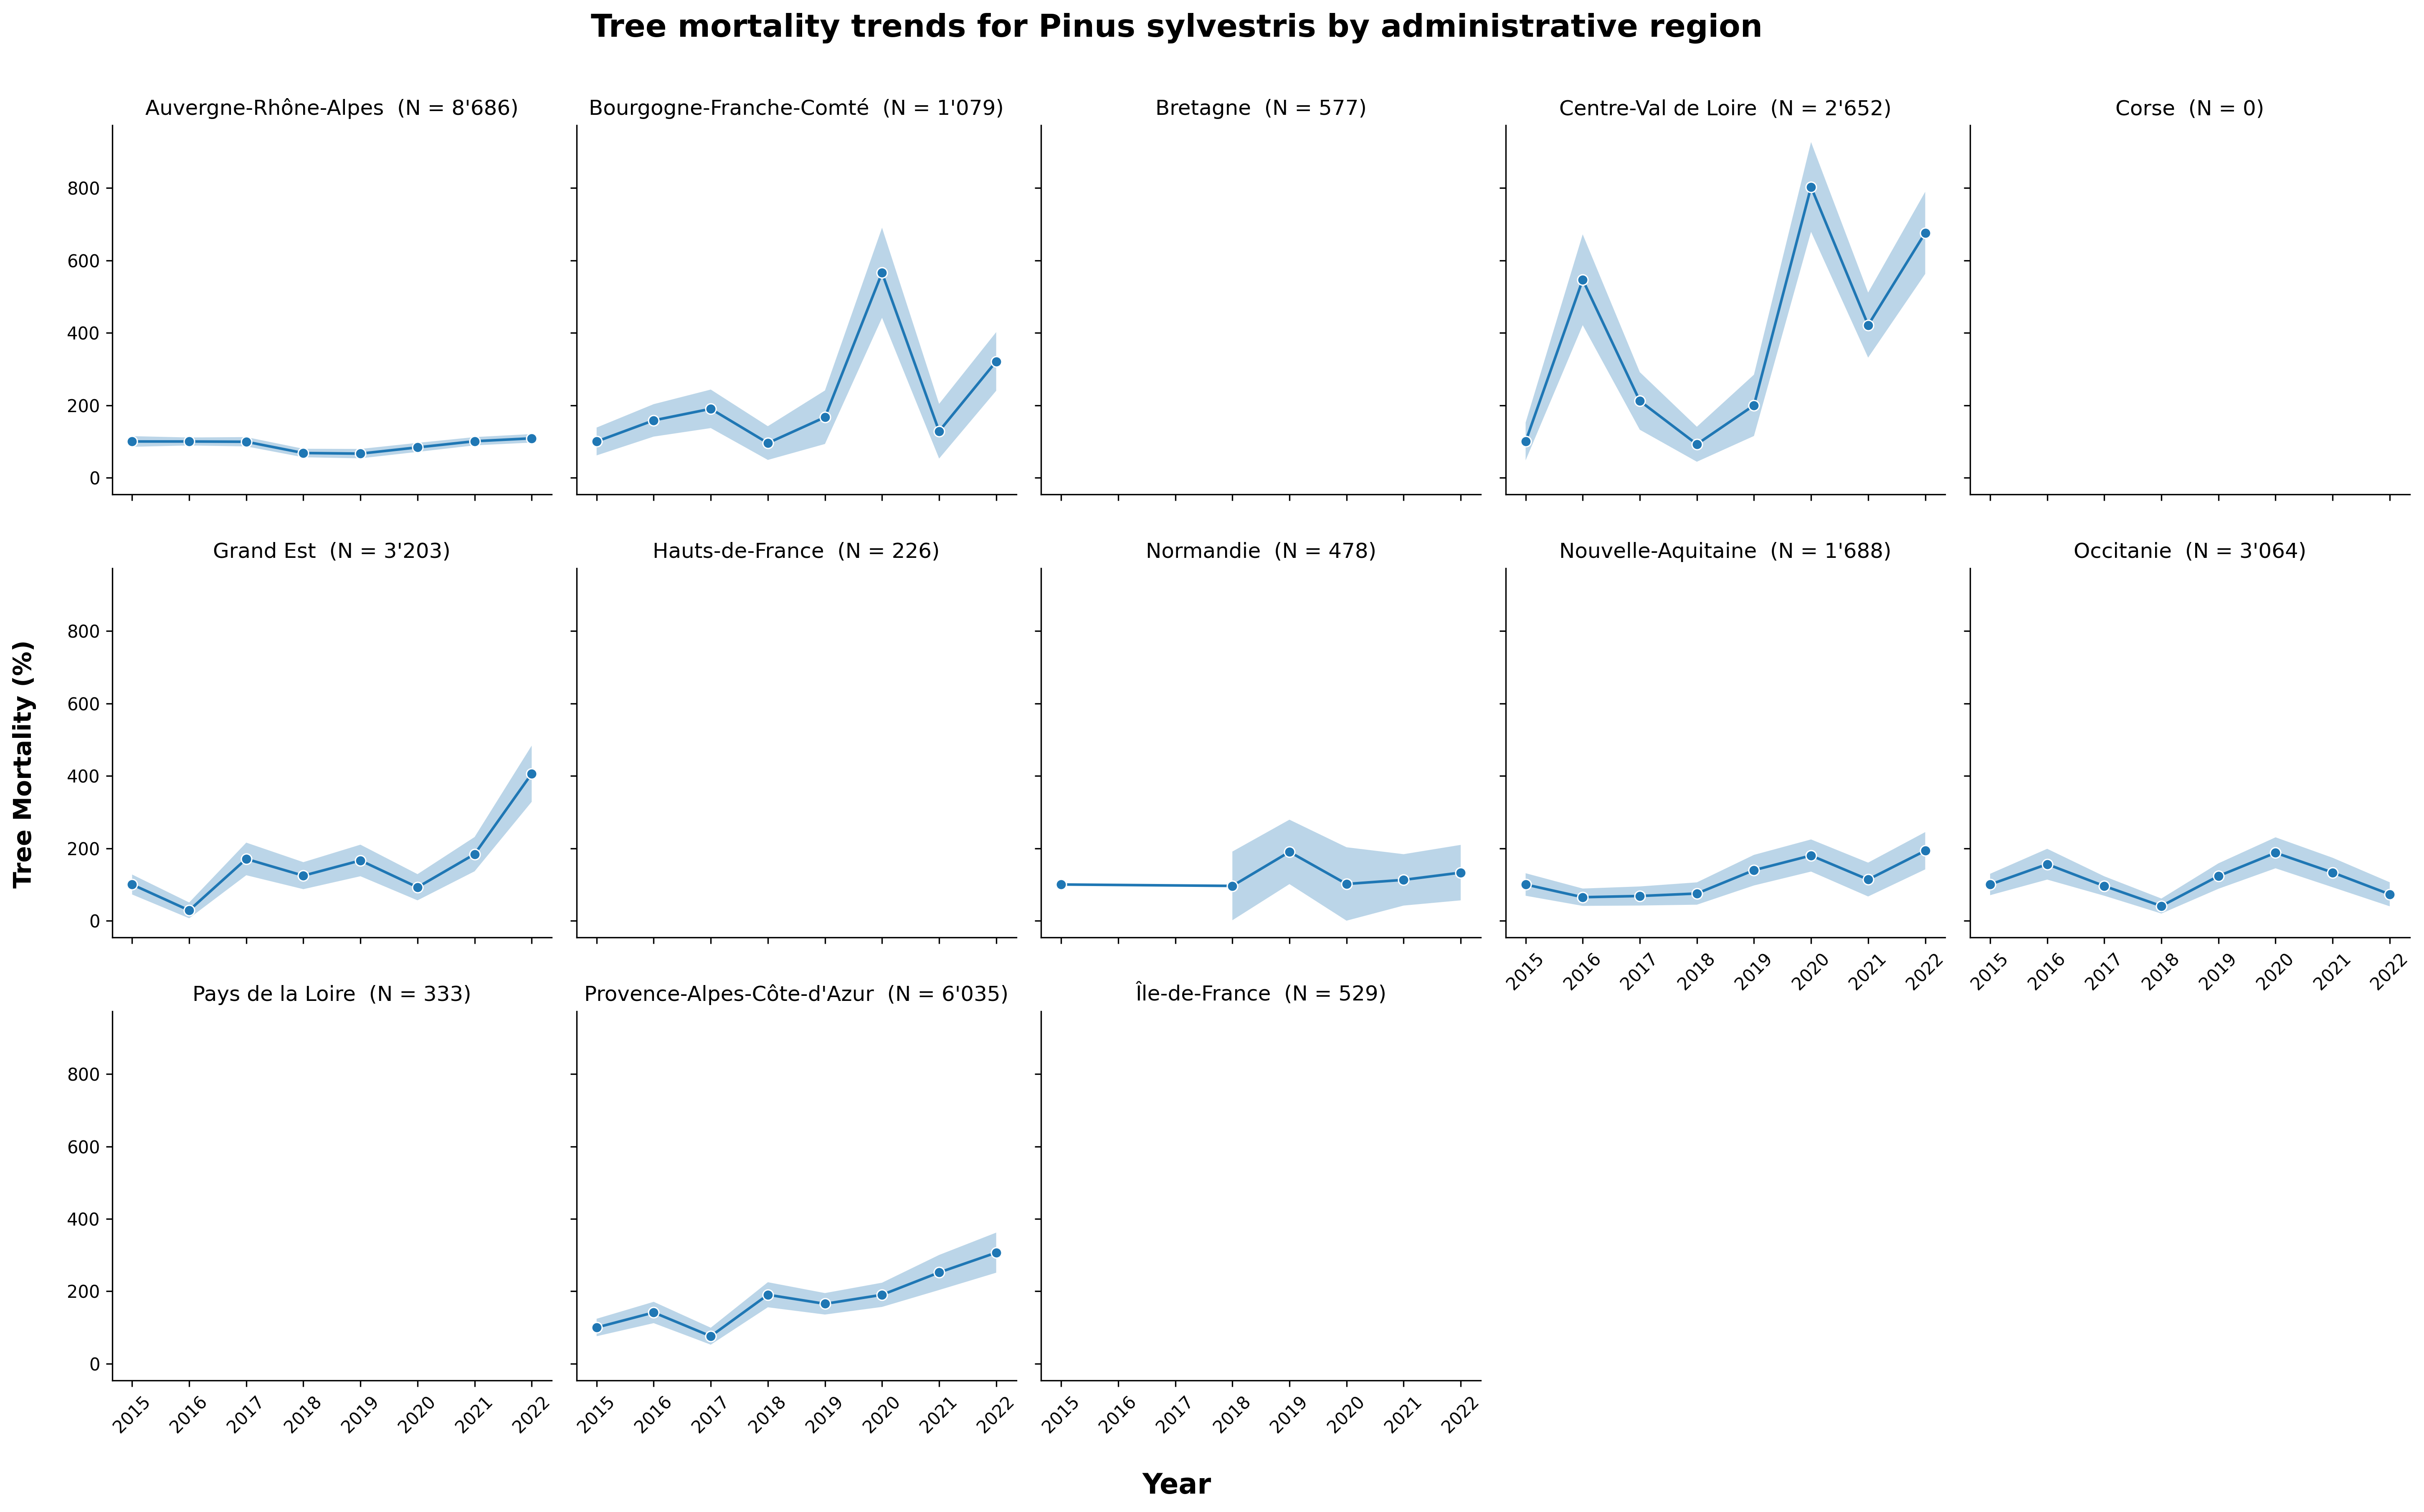 Tree mortality trends for Pinus sylvestris by administrative region
Auvergne-Rhône-Alpes  (N = 8'686)
Bourgogne-Franche-Comté  (N = 1'079)
Bretagne  (N = 577)
Centre-Val de Loire  (N = 2'652)
Corse  (N = 0)
800
600
400
200
0
Grand Est  (N = 3'203)
Hauts-de-France  (N = 226)
Normandie  (N = 478)
Nouvelle-Aquitaine  (N = 1'688)
Occitanie  (N = 3'064)
Tree Mortality (%)
800
600
400
200
0
2015 2016 2017 2018 2019 2020 2021 2022
2015 2016 2017 2018 2019 2020 2021 2022
Pays de la Loire  (N = 333)
Provence-Alpes-Côte-d'Azur  (N = 6'035)
Île-de-France  (N = 529)
800
600
400
200
0
2015 2016 2017 2018 2019 2020 2021 2022
2015 2016 2017 2018 2019 2020 2021 2022
2015 2016 2017 2018 2019 2020 2021 2022
Year